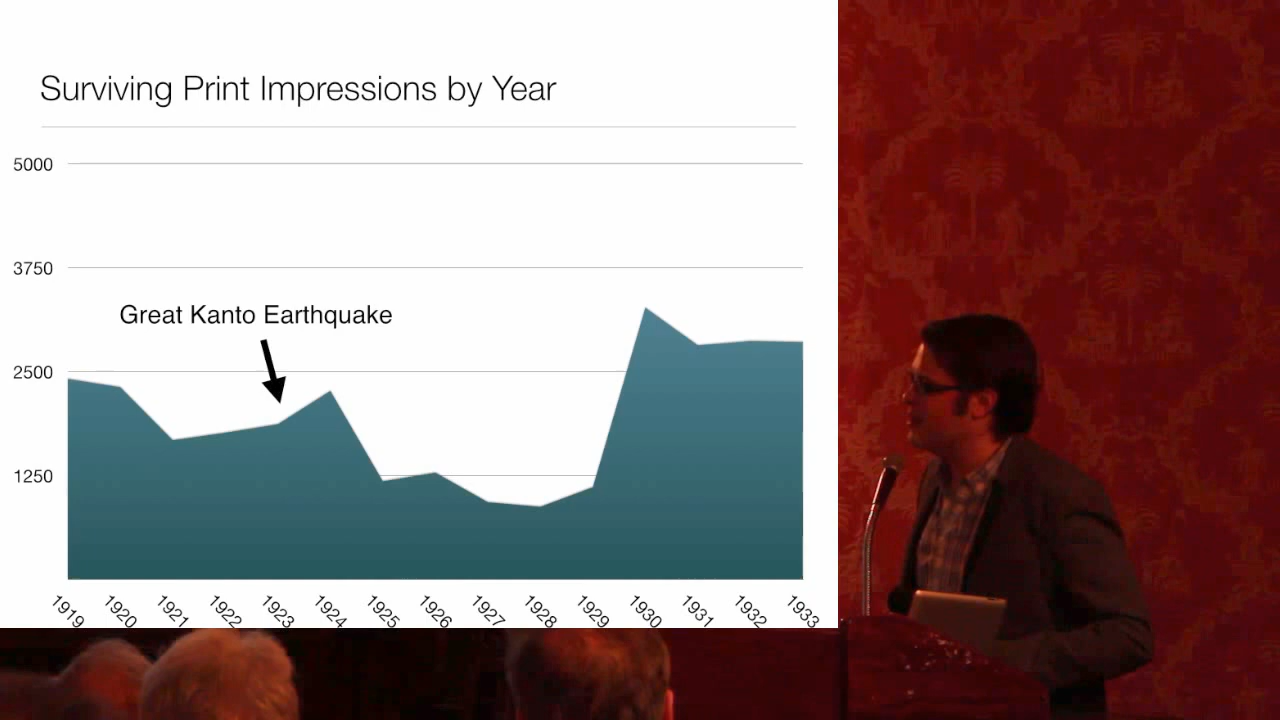 Surviving Print Impressions by Year
5000
3750
Great Kanto Earthquake
2500
1250
1919 1920 1921 1922 1923 1924 1925 1926 1927 1928 1929 1930 1931 1932 1933